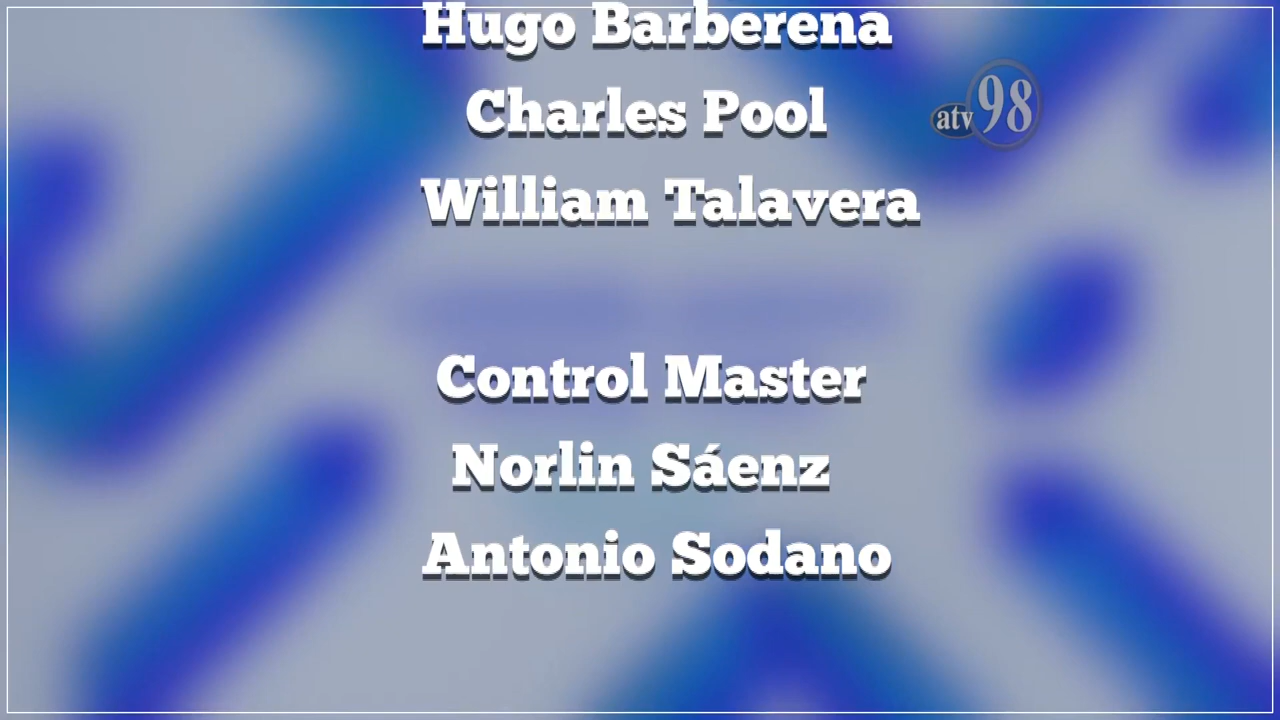 Hugo Barberena
Charles Pool
atv 98
William Talavera
Control Master
Norlin Sáenz
Antonio Sodano